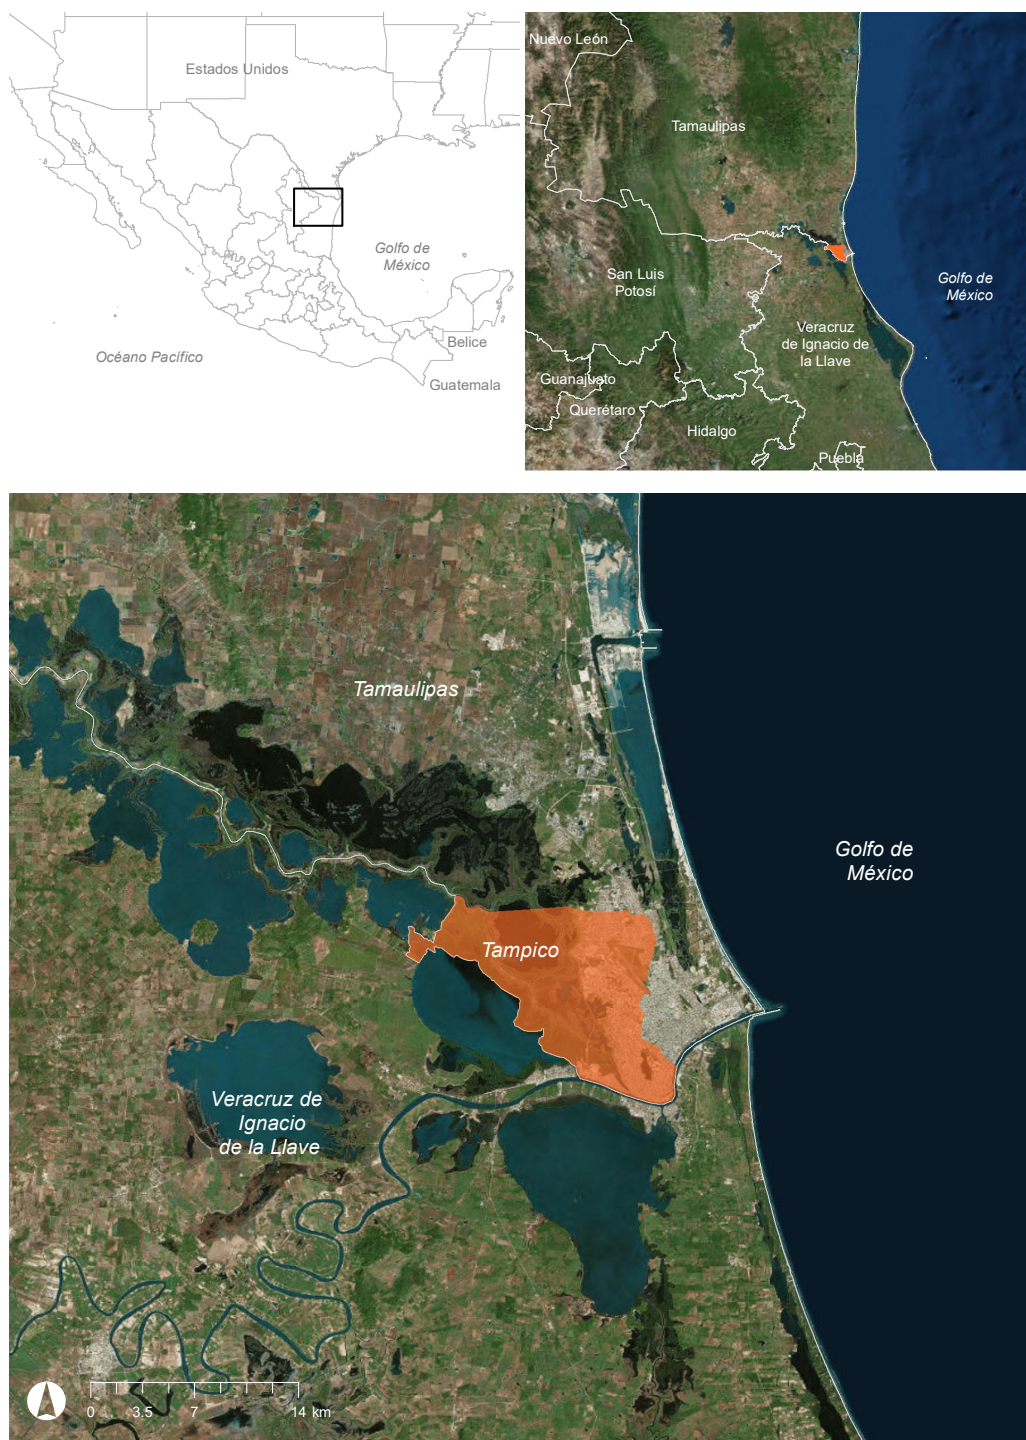 Estados Unidos
Golfo de
México
Océano Pacífico
Belice
Guatemala
Nuevo León
Tamaulipas
San Luis
Potosí
Golfo de
México
Veracruz
de Ignacio de
la Llave
Guanajuato
Querétaro
Hidalgo
Puebla
Tamaulipas
Golfo de
México
Tampico
Veracruz de
Ignacio
de la Llave
0 3.5 7 14 km